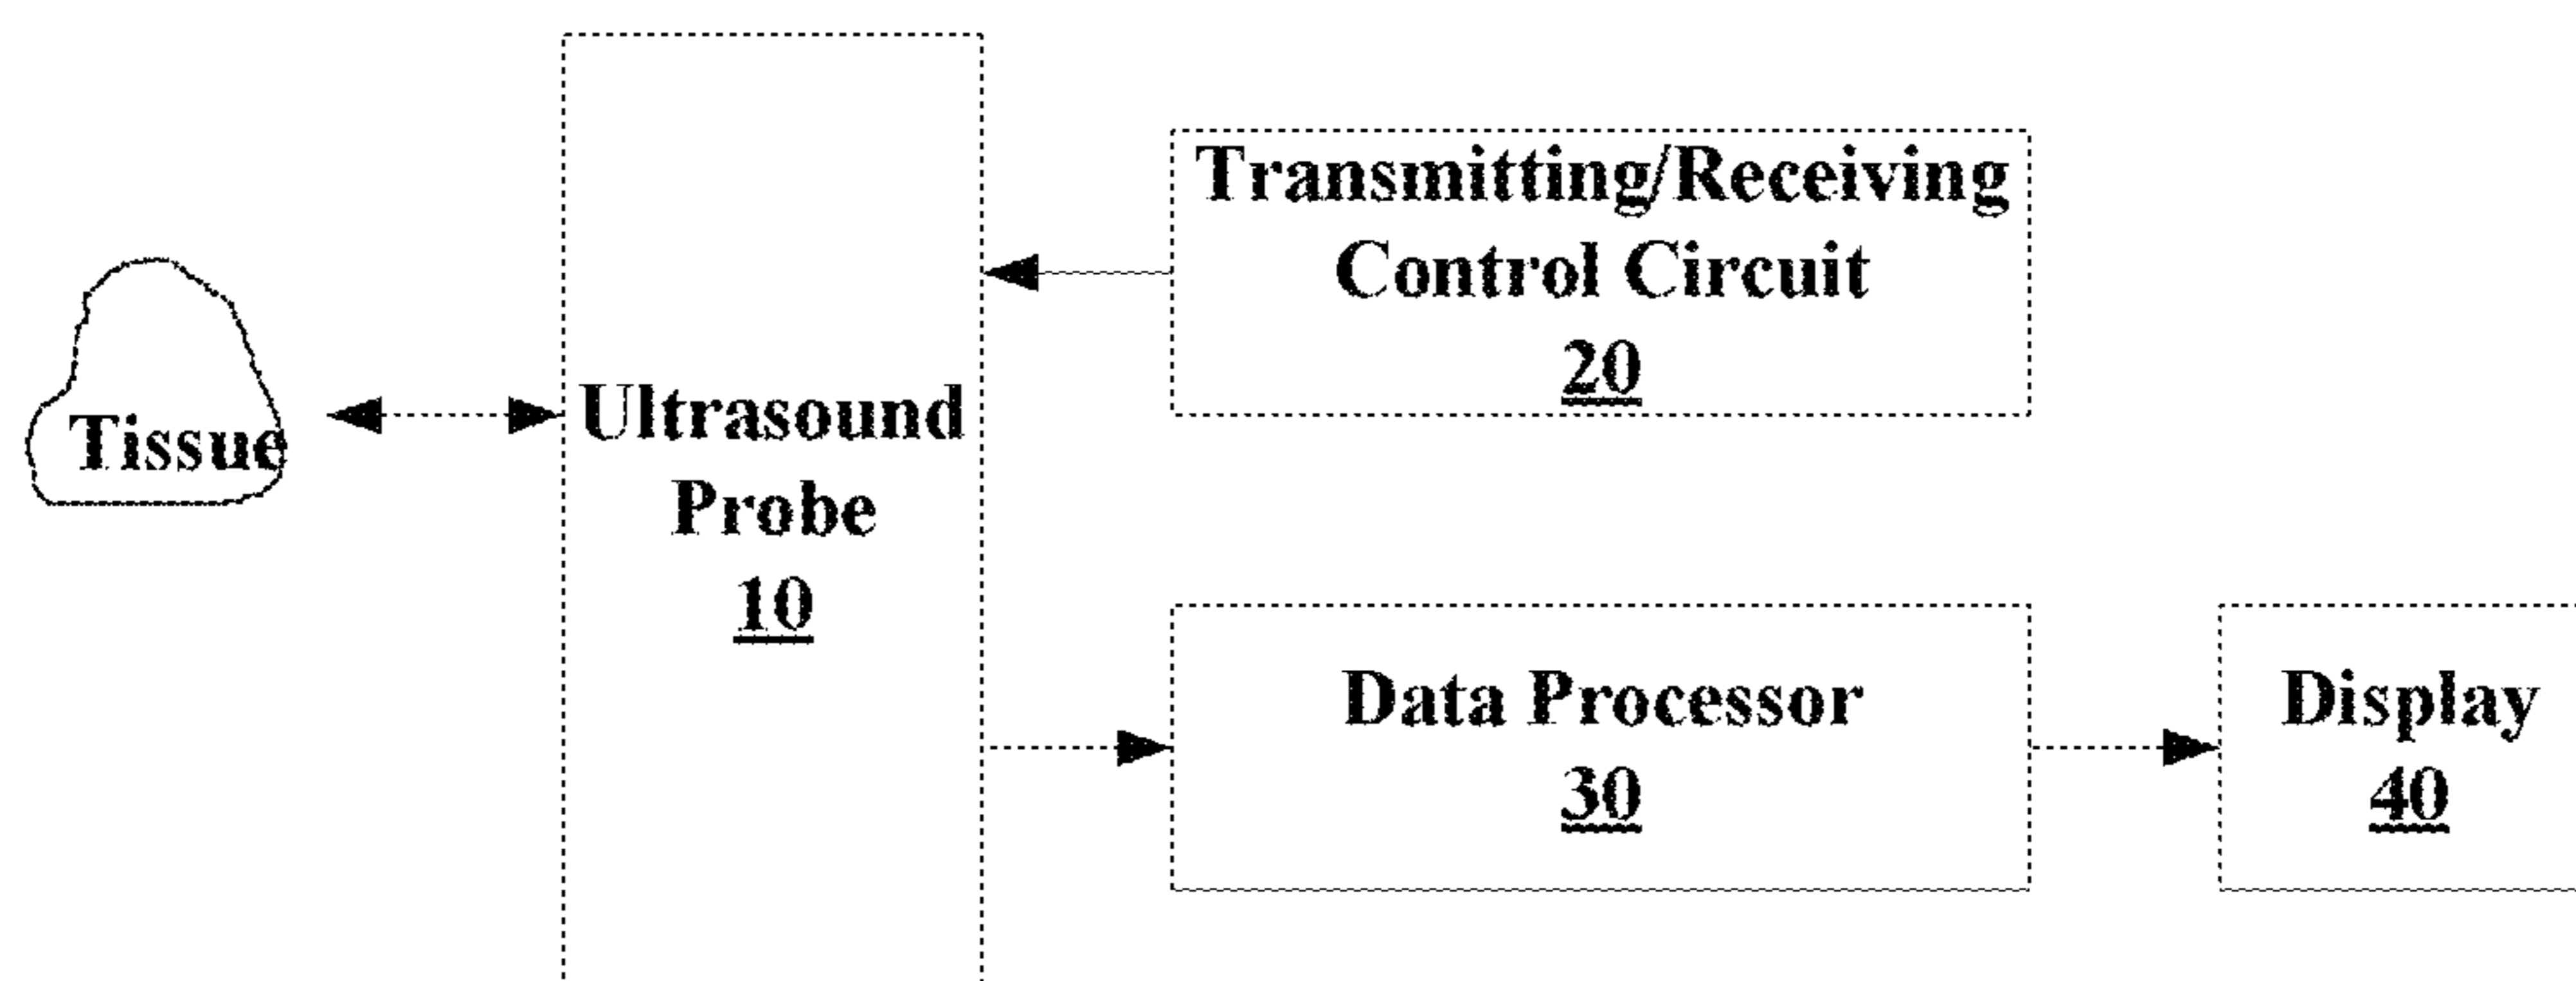 Tissue
Ultrasound
Probe
10
Transmitting/Receiving
Control Circuit
20
Data Processor
30
Display
40